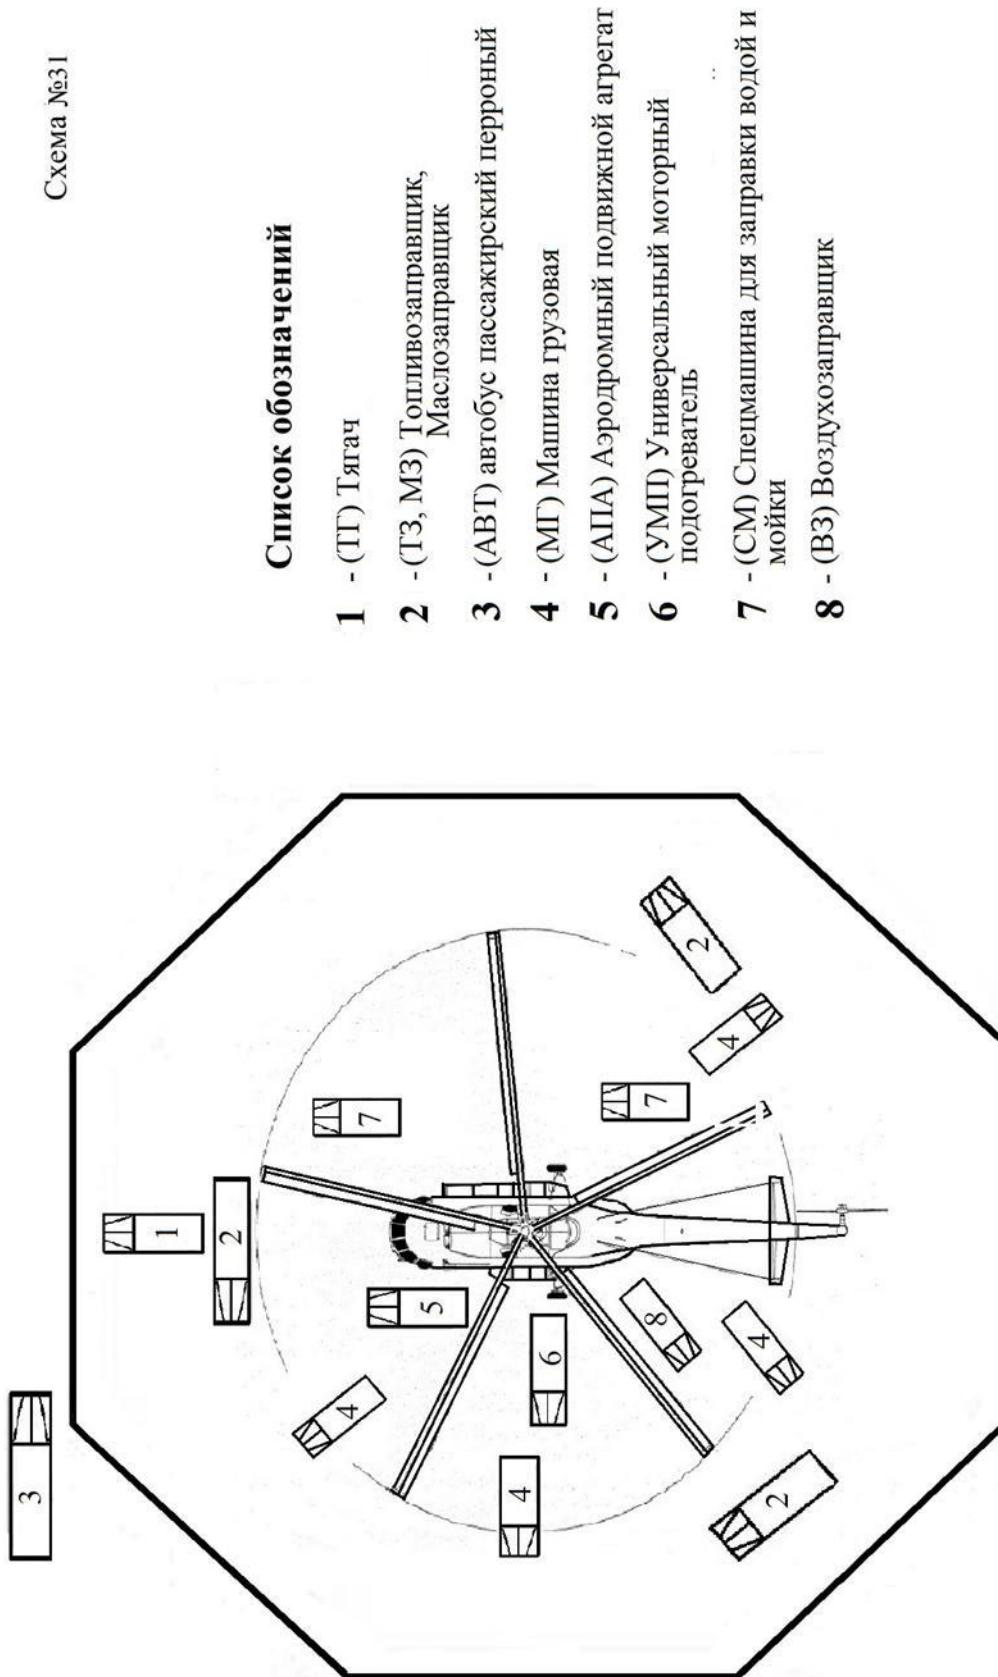 Схема №31
Список обозначений
1 - (ТГ) Тягач
2 - (ТЗ, МЗ) Топливозаправщик,
Маслозаправщик
3 - (АВТ) автобус пассажирский перроный
4 - (МГ) Машина грузовая
5 - (АПА) Аэродромный подвижной агрегат
6 - (УМП) Универсальный моторный
подогреватель
7 - (СМ) Спецмашина для заправки водой и
мойки
8 - (ВЗ) Воздухозаправщик
3
1
2
7
4
5
6
4
7
8
4
4
2
2